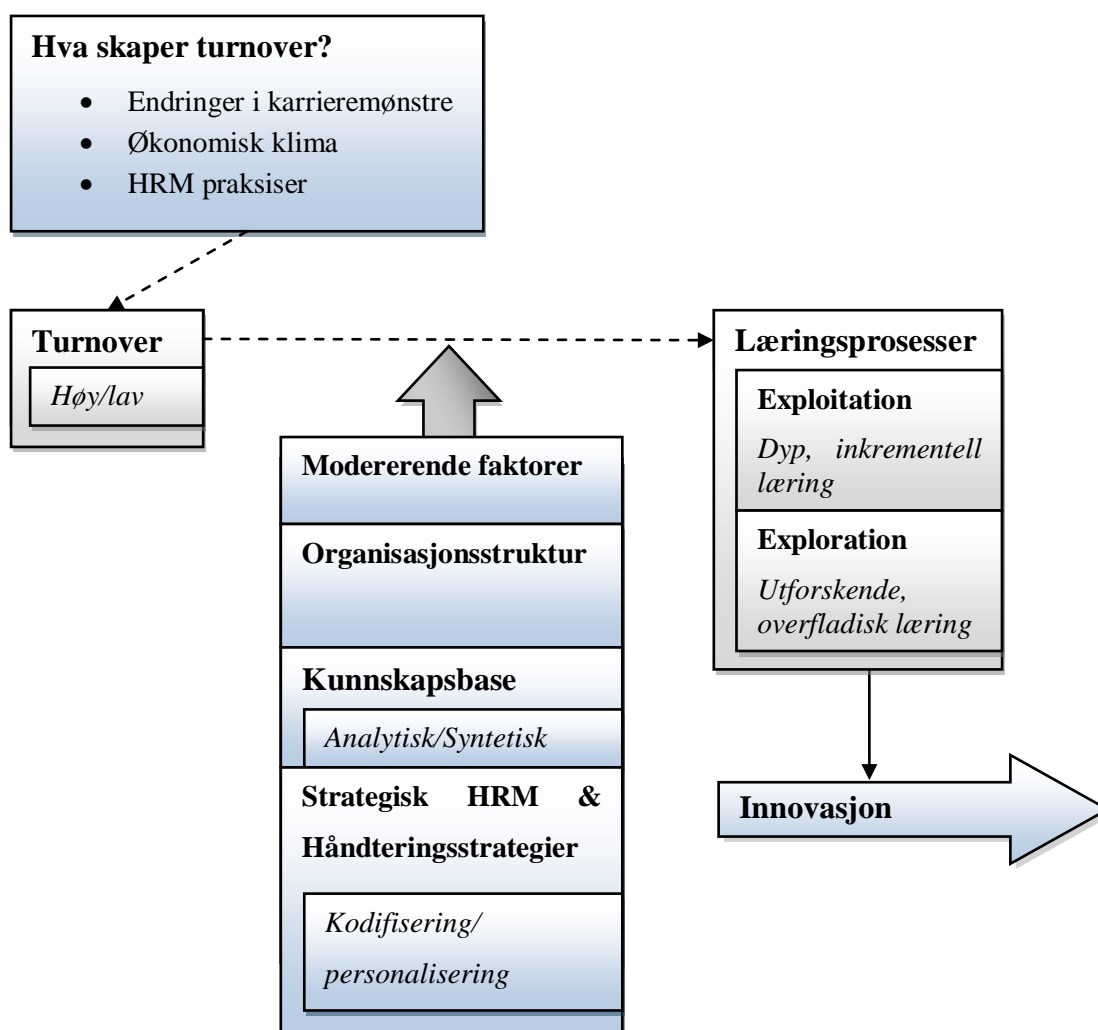 Hva skaper turnover?
• Endringer i karrieremønstre
• Økonomisk klima
• HRM praksiser
Turnover
Høy/lav
Læringsprosesser
Exploitation
Dyp, inkrementell
læring
Exploration
Utforskende,
overfladisk læring
Modererende faktorer
Organisasjonsstruktur
Kunnskapsbase
Analytisk/Syntetisk
Strategisk HRM &
Håndteringsstrategier
Kodifisering/
personalisering
Innovasjon